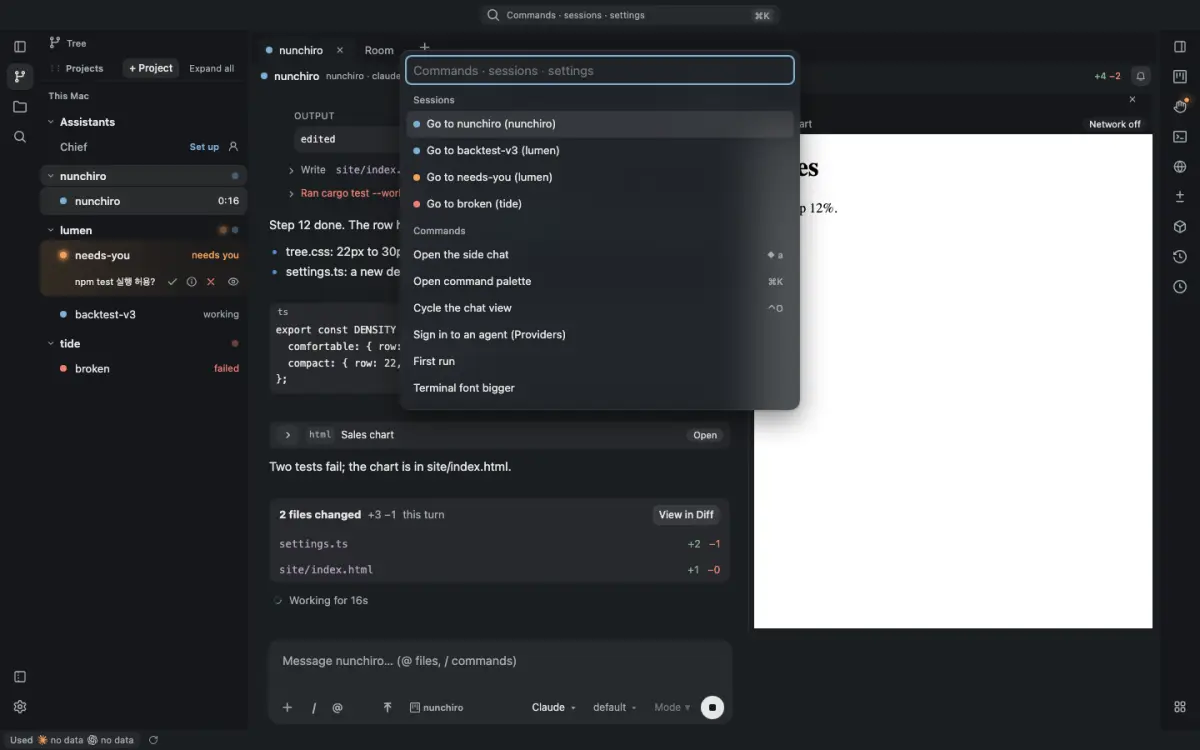 Commands · sessions · settings ⌘K
Tree
Projects + Project Expand all
This Mac
Assistants
Chief Set up
nunchiro
nunchiro 0:16
lumen
needs-you needs you
npm test 실행 허용?
backtest-v3 working
tide
broken failed
nunchiro Room
nunchiro nunchiro · claude
+4 −2
OUTPUT
edited
Write site/index.
Ran cargo test --worl
Step 12 done. The row h
tree.css: 22px to 30p
settings.ts: a new de
ts
export const DENSITY
comfortable: { row:
compact: { row: 22,
};
html Sales chart Open
Two tests fail; the chart is in site/index.html.
2 files changed +3 −1 this turn View in Diff
settings.ts +2 −1
site/index.html +1 −0
Working for 16s
Message nunchiro... (@ files, / commands)
+ / @ nunchiro Claude default Mode
Commands · sessions · settings
Sessions
Go to nunchiro (nunchiro)
Go to backtest-v3 (lumen)
Go to needs-you (lumen)
Go to broken (tide)
Commands
Open the side chat ◆ a
Open command palette ⌘K
Cycle the chat view ^O
Sign in to an agent (Providers)
First run
Terminal font bigger
art Network off
es
p 12%.
Used no data no data